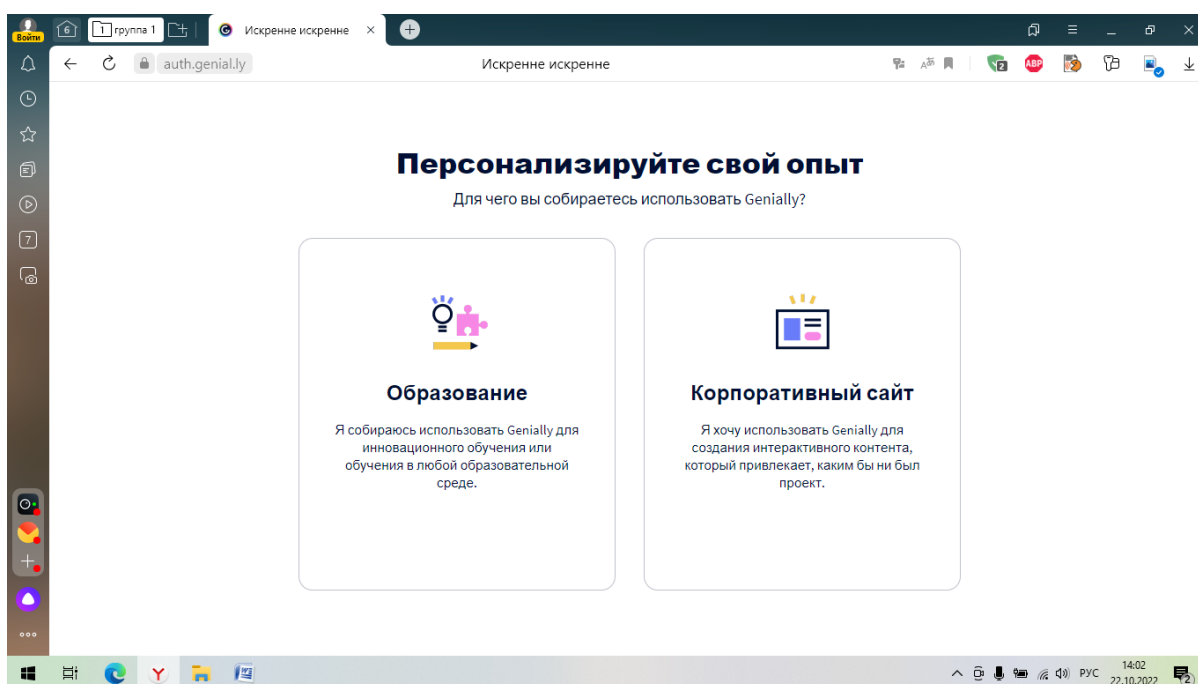 Войти
6
1 группа 1
Искренне искренне
auth.genial.ly
Искренне искренне
2
ABP
7
Персонализируйте свой опыт
Для чего вы собираетесь использовать Genially?
Образование
Я собираюсь использовать Genially для
инновационного обучения или
обучения в любой образовательной
среде.
Корпоративный сайт
Я хочу использовать Genially для
создания интерактивного контента,
который привлекает, каким бы ни был
проект.
РУС
14:02
22.10.2022
2